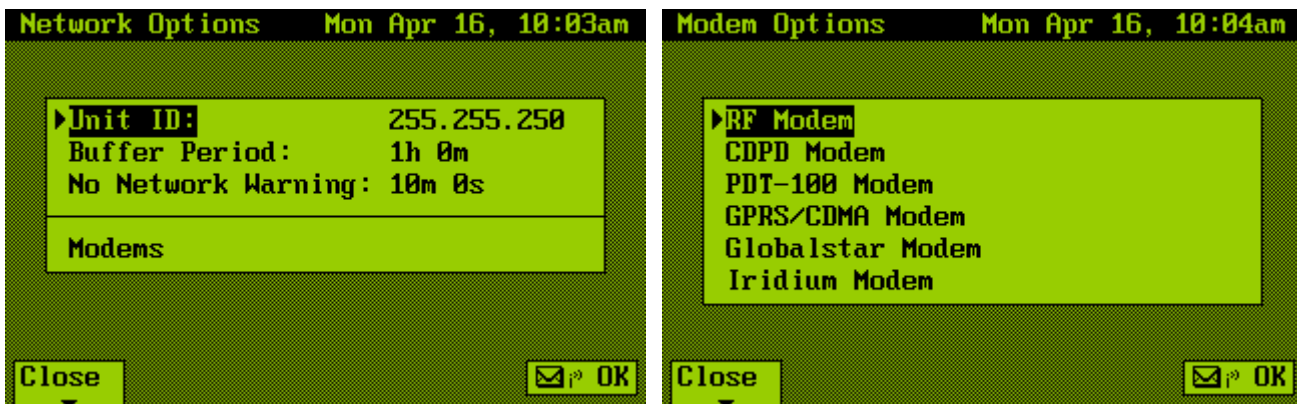 Network Options Mon Apr 16, 10:03am
Unit ID: 255.255.250
Buffer Period: 1h 0m
No Network Warning: 10m 0s
Modems
Close OK
Modem Options Mon Apr 16, 10:04am
RF Modem
CDPD Modem
PDT-100 Modem
GPRS/CDMA Modem
Globalstar Modem
Iridium Modem
Close OK